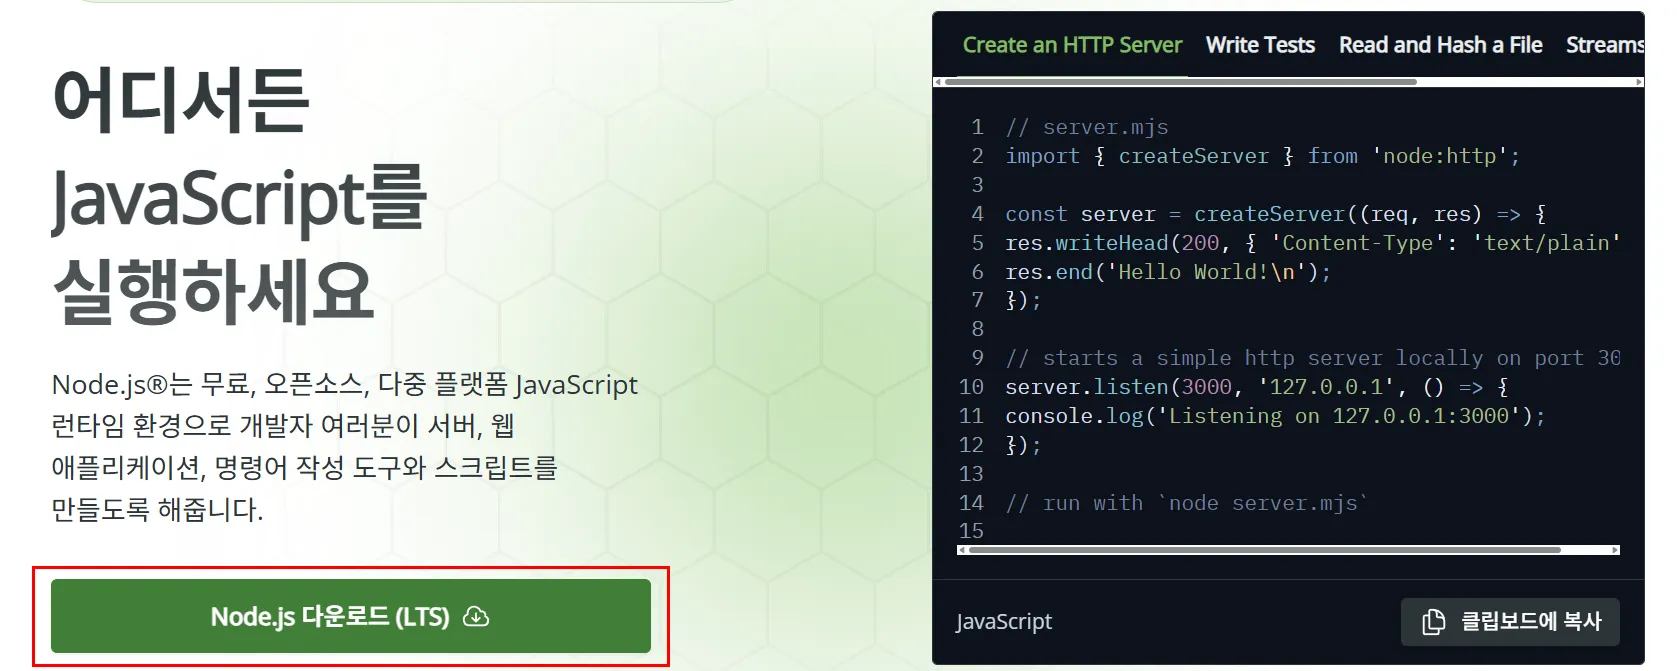 어디서든
JavaScript를
실행하세요
Node.js®는 무료, 오픈소스, 다중 플랫폼 JavaScript
런타임 환경으로 개발자 여러분이 서버, 웹
애플리케이션, 명령어 작성 도구와 스크립트를
만들도록 해줍니다.
Node.js 다운로드 (LTS)
Create an HTTP Server Write Tests Read and Hash a File Streams
1 // server.mjs
2 import { createServer } from 'node:http';
3
4 const server = createServer((req, res) => {
5 res.writeHead(200, { 'Content-Type': 'text/plain'
6 res.end('Hello World!\n');
7 });
8
9 // starts a simple http server locally on port 30
10 server.listen(3000, '127.0.0.1', () => {
11 console.log('Listening on 127.0.0.1:3000');
12 });
13
14 // run with `node server.mjs`
15
JavaScript
클립보드에 복사